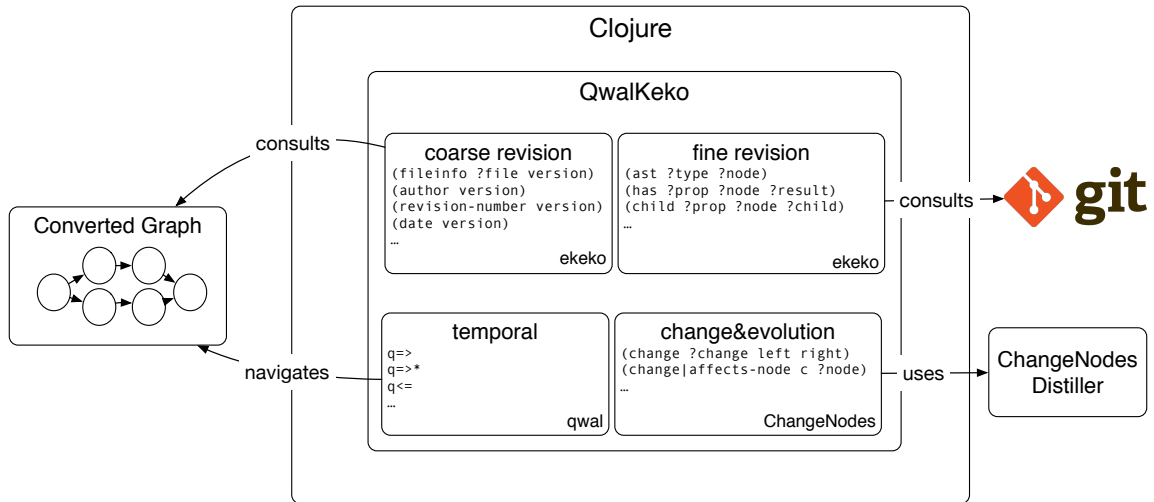 Clojure
QwalKeko
consults
coarse revision
(fileinfo ?file version)
(author version)
(revision-number version)
(date version)
…
ekeko
fine revision
(ast ?type ?node)
(has ?prop ?node ?result)
(child ?prop ?node ?child)
…
ekeko
consults
git
Converted Graph
navigates
temporal
q=>
q=>*
q<=
…
qwal
change&evolution
(change ?change left right)
(change|affects-node c ?node)
…
ChangeNodes
uses
ChangeNodes
Distiller